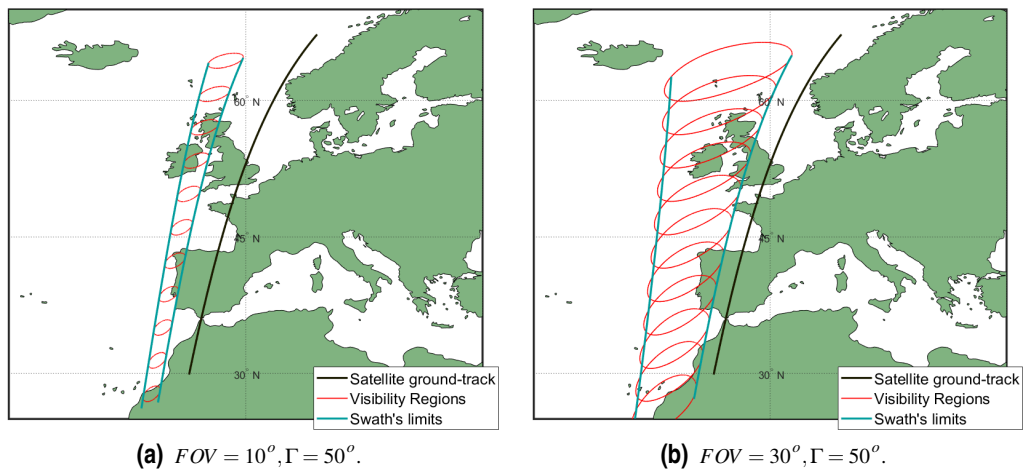 60° N
45° N
30° N
Satellite ground-track
Visibility Regions
Swath's limits
(a) FOV = 10°, Γ = 50°.
60° N
45° N
30° N
Satellite ground-track
Visibility Regions
Swath's limits
(b) FOV = 30°, Γ = 50°.